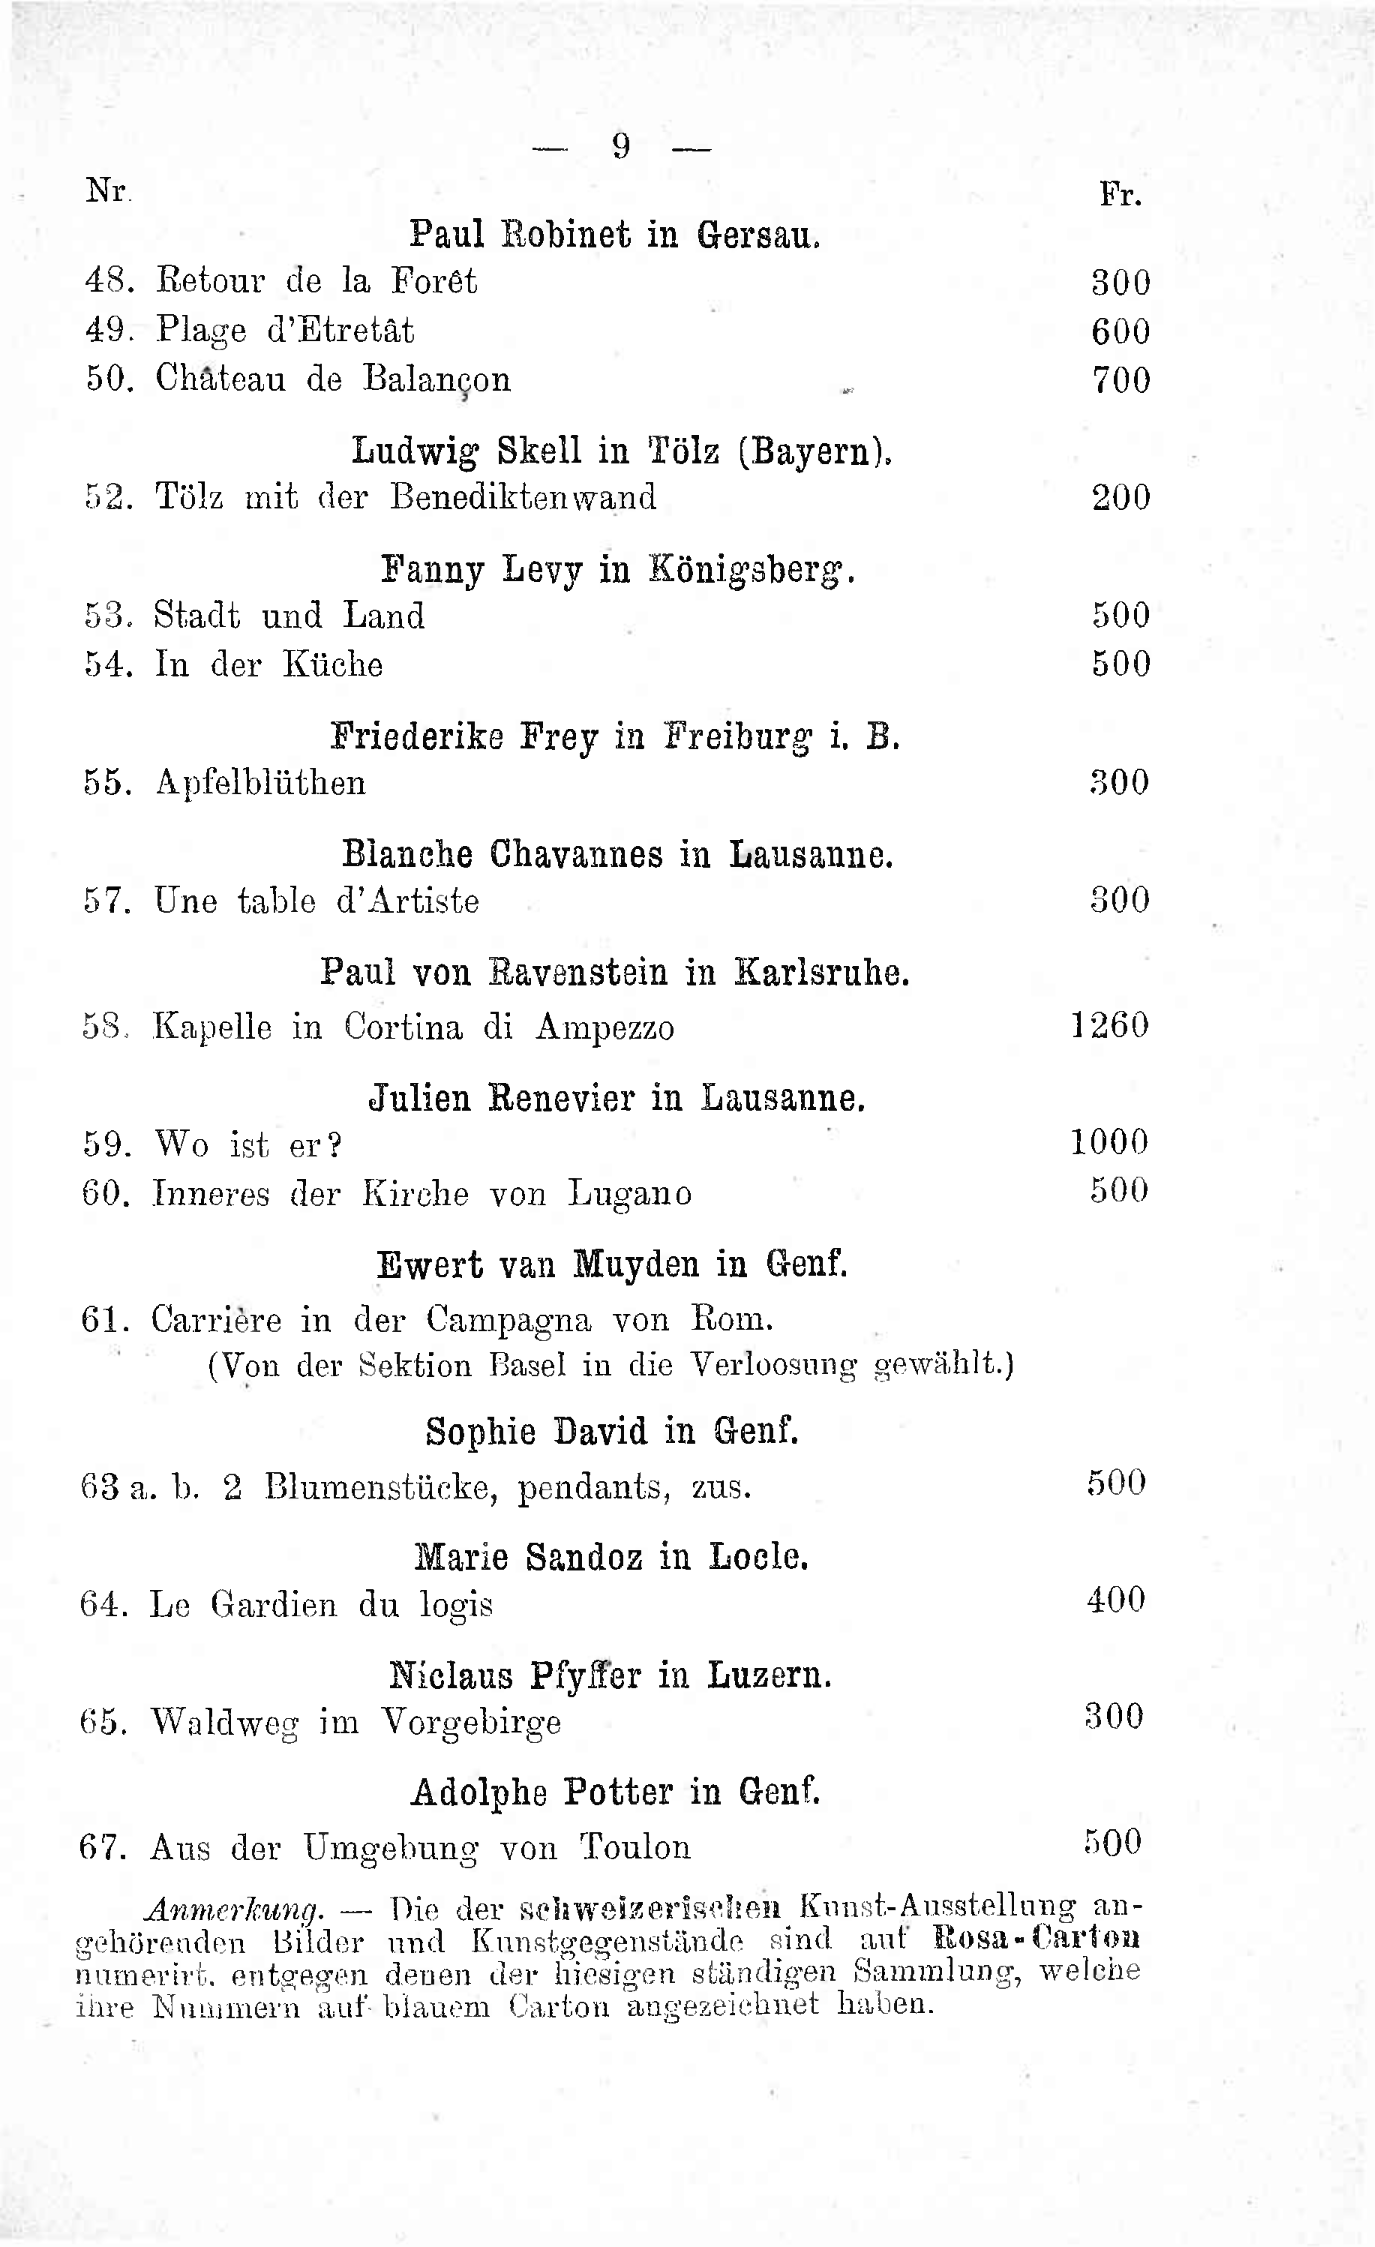 — 9 —
Nr. Fr.
Paul Robinet in Gersau.
48. Retour de la Forêt 300
49. Plage d'Etretât 600
50. Château de Balançon 700
Ludwig Skell in Tölz (Bayern).
52. Tölz mit der Benediktenwand 200
Fanny Levy in Königsberg.
53. Stadt und Land 500
54. In der Küche 500
Friederike Frey in Freiburg i. B.
55. Apfelblüthen 300
Blanche Chavannes in Lausanne.
57. Une table d'Artiste 300
Paul von Ravenstein in Karlsruhe.
58. Kapelle in Cortina di Ampezzo 1260
Julien Renevier in Lausanne.
59. Wo ist er? 1000
60. Inneres der Kirche von Lugano 500
Ewert van Muyden in Genf.
61. Carrière in der Campagna von Rom.
(Von der Sektion Basel in die Verloosung gewählt.)
Sophie David in Genf.
63 a. b. 2 Blumenstücke, pendants, zus. 500
Marie Sandoz in Locle.
64. Le Gardien du logis 400
Niclaus Pfyffer in Luzern.
65. Waldweg im Vorgebirge 300
Adolphe Potter in Genf.
67. Aus der Umgebung von Toulon 500
Anmerkung. — Die der schweizerischen Kunst-Ausstellung an-
gehörenden Bilder und Kunstgegenstände sind auf Rosa-Carton
numerirt, entgegen denen der hiesigen ständigen Sammlung, welche
ihre Nummern auf blauem Carton angezeichnet haben.